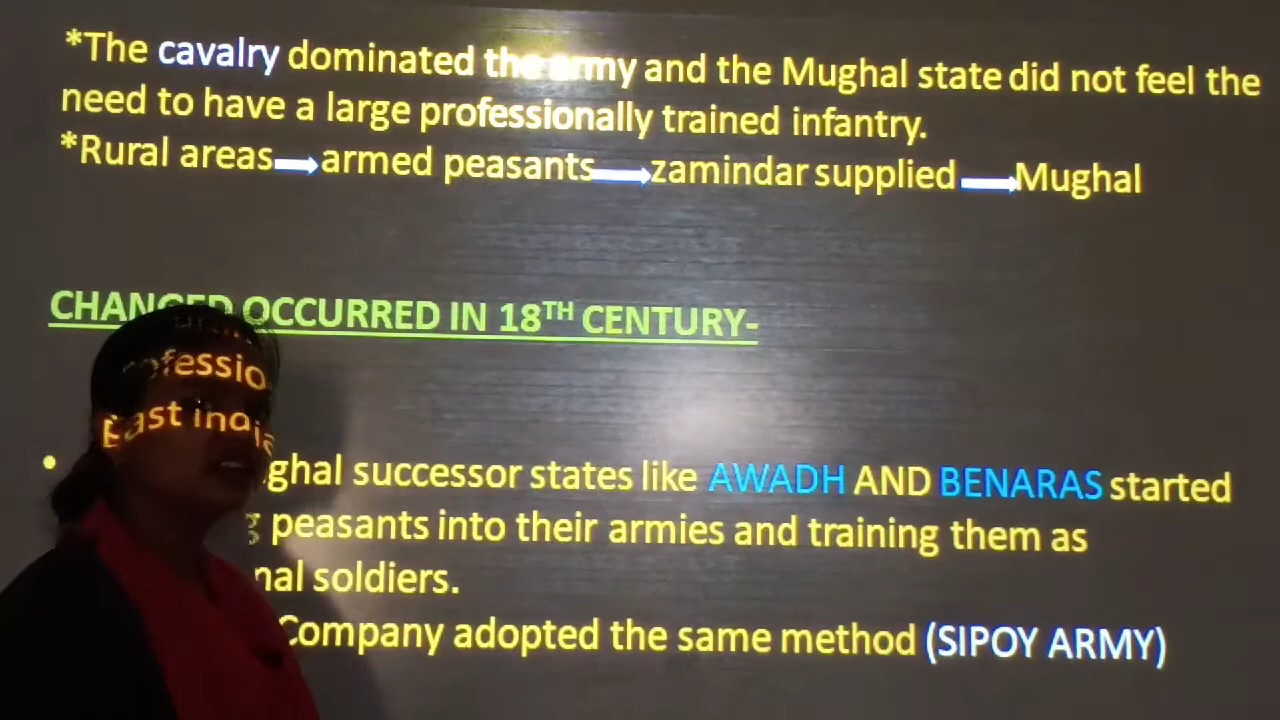 *The cavalry dominated the army and the Mughal state did not feel the
need to have a large professionally trained infantry.
*Rural areas → armed peasants → zamindar supplied → Mughal
CHANGED OCCURRED IN 18TH CENTURY-
• ghal successor states like AWADH AND BENARAS started
g peasants into their armies and training them as
ofessio nal soldiers.
East India Company adopted the same method (SIPOY ARMY)